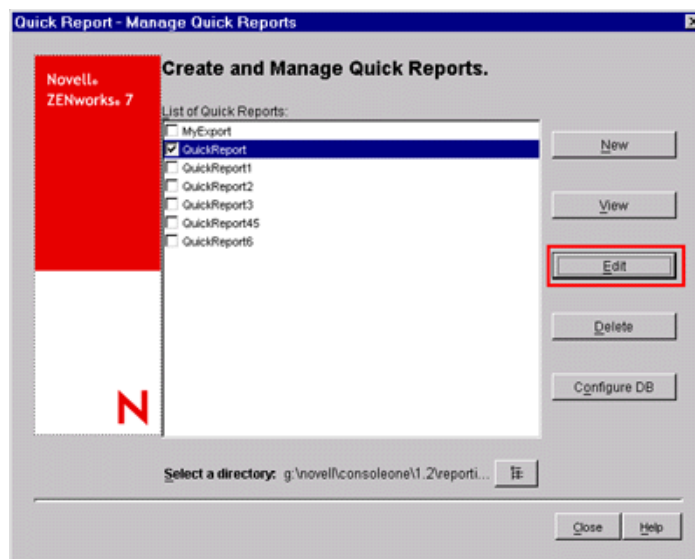 Quick Report - Manage Quick Reports
Novell®
ZENworks® 7
Create and Manage Quick Reports.
List of Quick Reports:
MyExport
QuickReport
QuickReport1
QuickReport2
QuickReport3
QuickReport45
QuickReport6
New
View
Edit
Delete
Configure DB
N
Select a directory: g:\novell\consoleone\1.2\reporti...
Close
Help